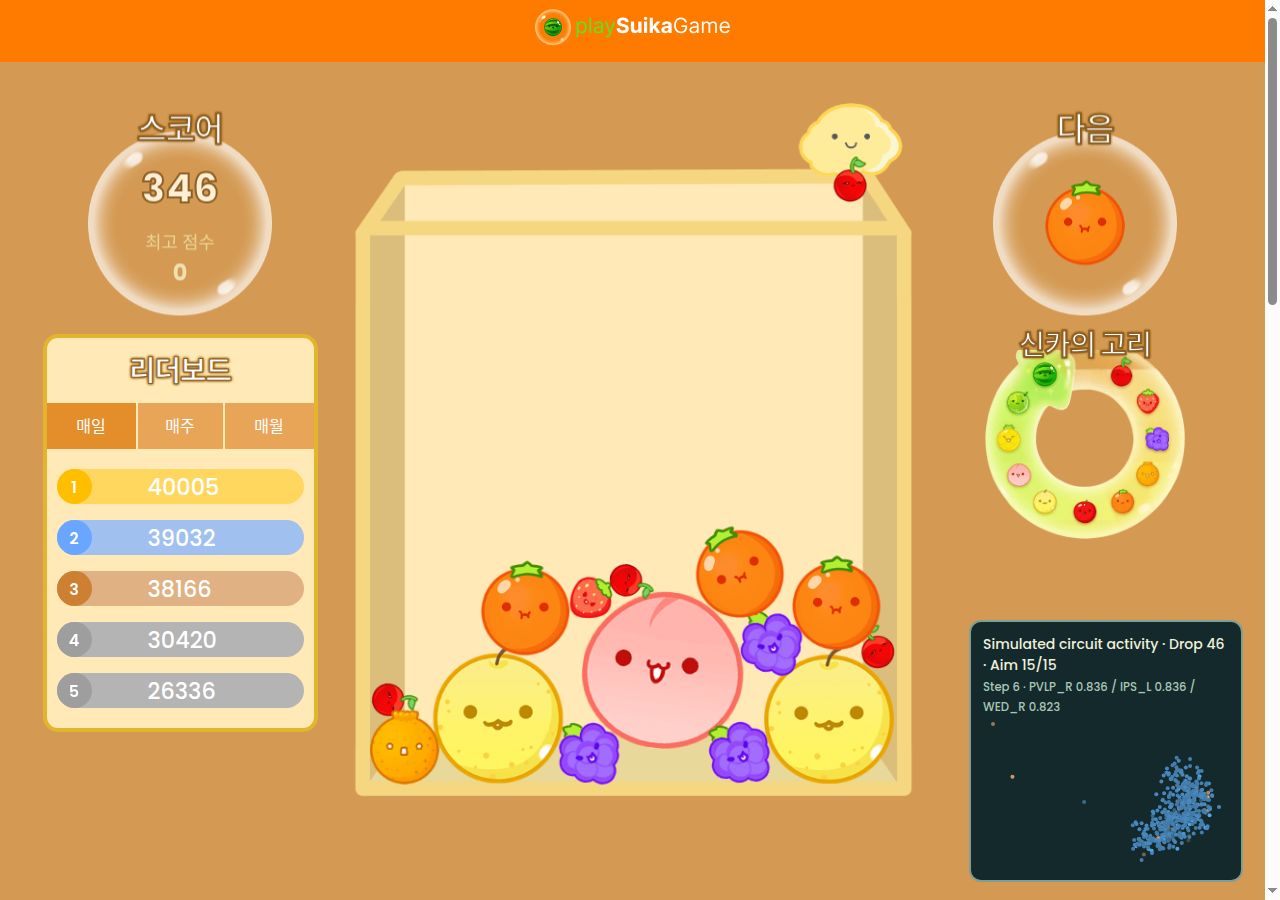 playSuikaGame
스코어
346
최고 점수
0
다음
신카의 고리
리더보드
매일 매주 매월
1 40005
2 39032
3 38166
4 30420
5 26336
Simulated circuit activity · Drop 46
· Aim 15/15
Step 6 · PVLP_R 0.836 / IPS_L 0.836 /
WED_R 0.823